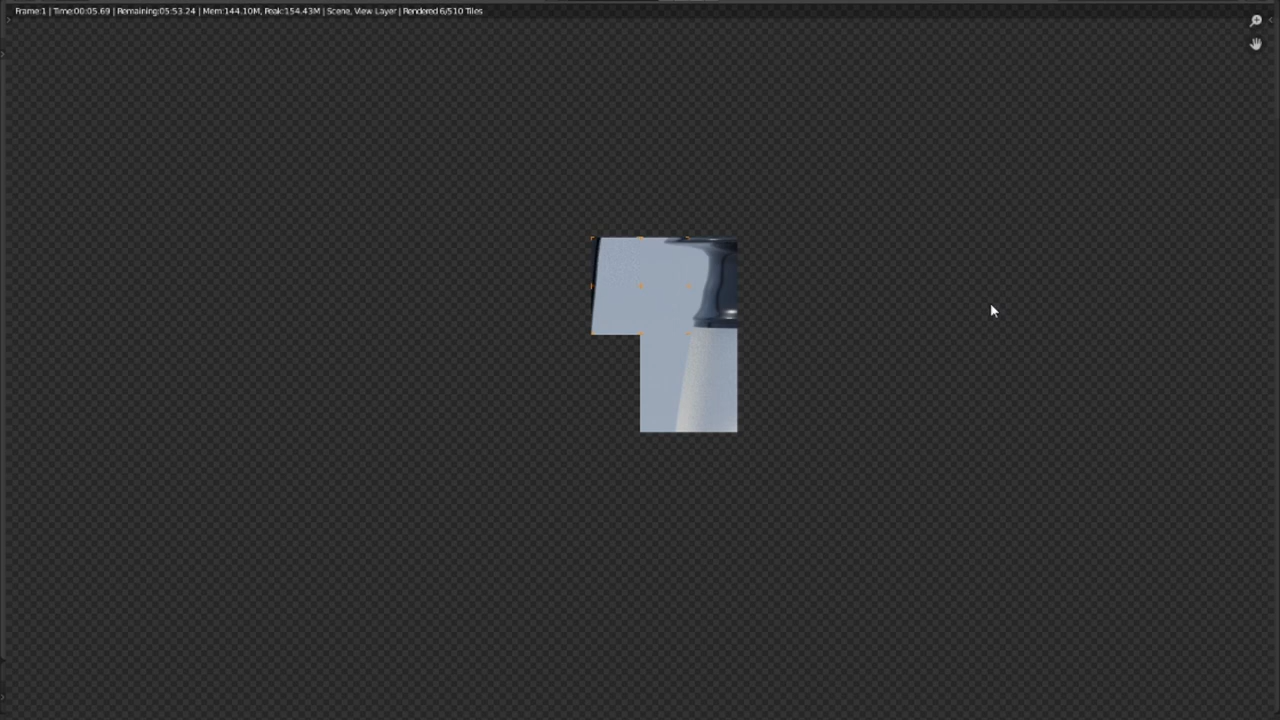 Frame:1 | Time:00:05.69 | Remaining:05:53.24 | Mem:144.10M, Peak:154.43M | Scene, View Layer | Rendered 6/510 Tiles